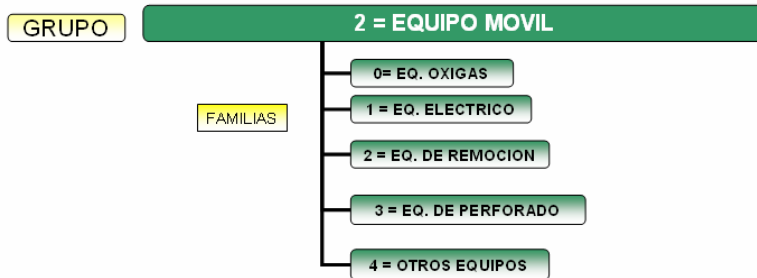 GRUPO
2 = EQUIPO MOVIL
0= EQ. OXIGAS
1 = EQ. ELECTRICO
FAMILIAS
2 = EQ. DE REMOCION
3 = EQ. DE PERFORADO
4 = OTROS EQUIPOS